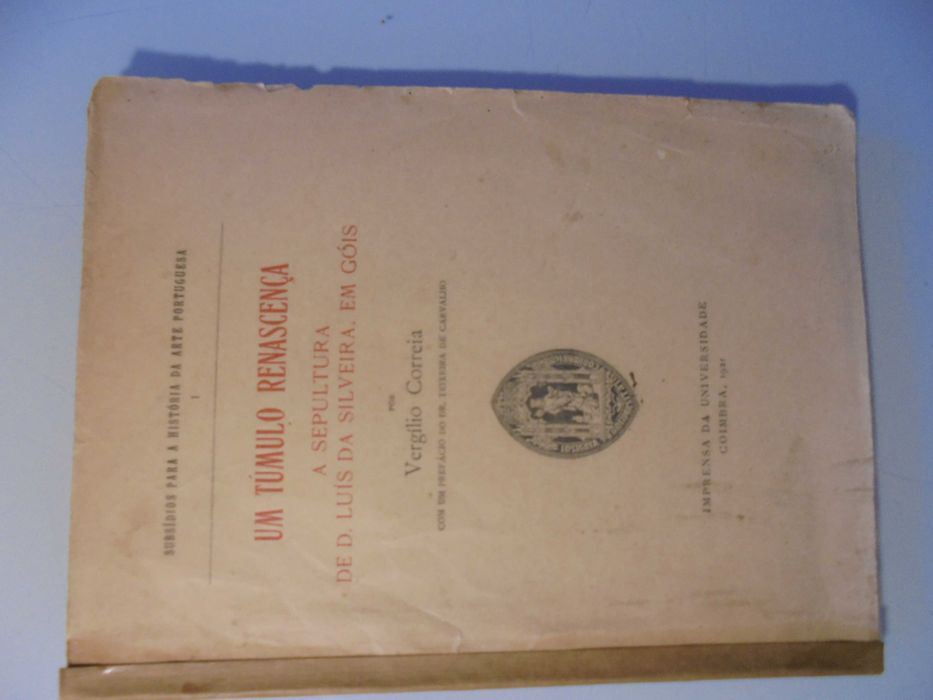 SUBSÍDIOS PARA A HISTÓRIA DA ARTE PORTUGUESA
I
UM TÚMULO RENASCENÇA
A SEPULTURA
DE D. LUÍS DA SILVEIRA, EM GÓIS
POR
Vergílio Correia
COM UM PREFÁCIO DO DR. TEIXEIRA DE CARVALHO
IMPRENSA DA UNIVERSIDADE
COIMBRA, 1921